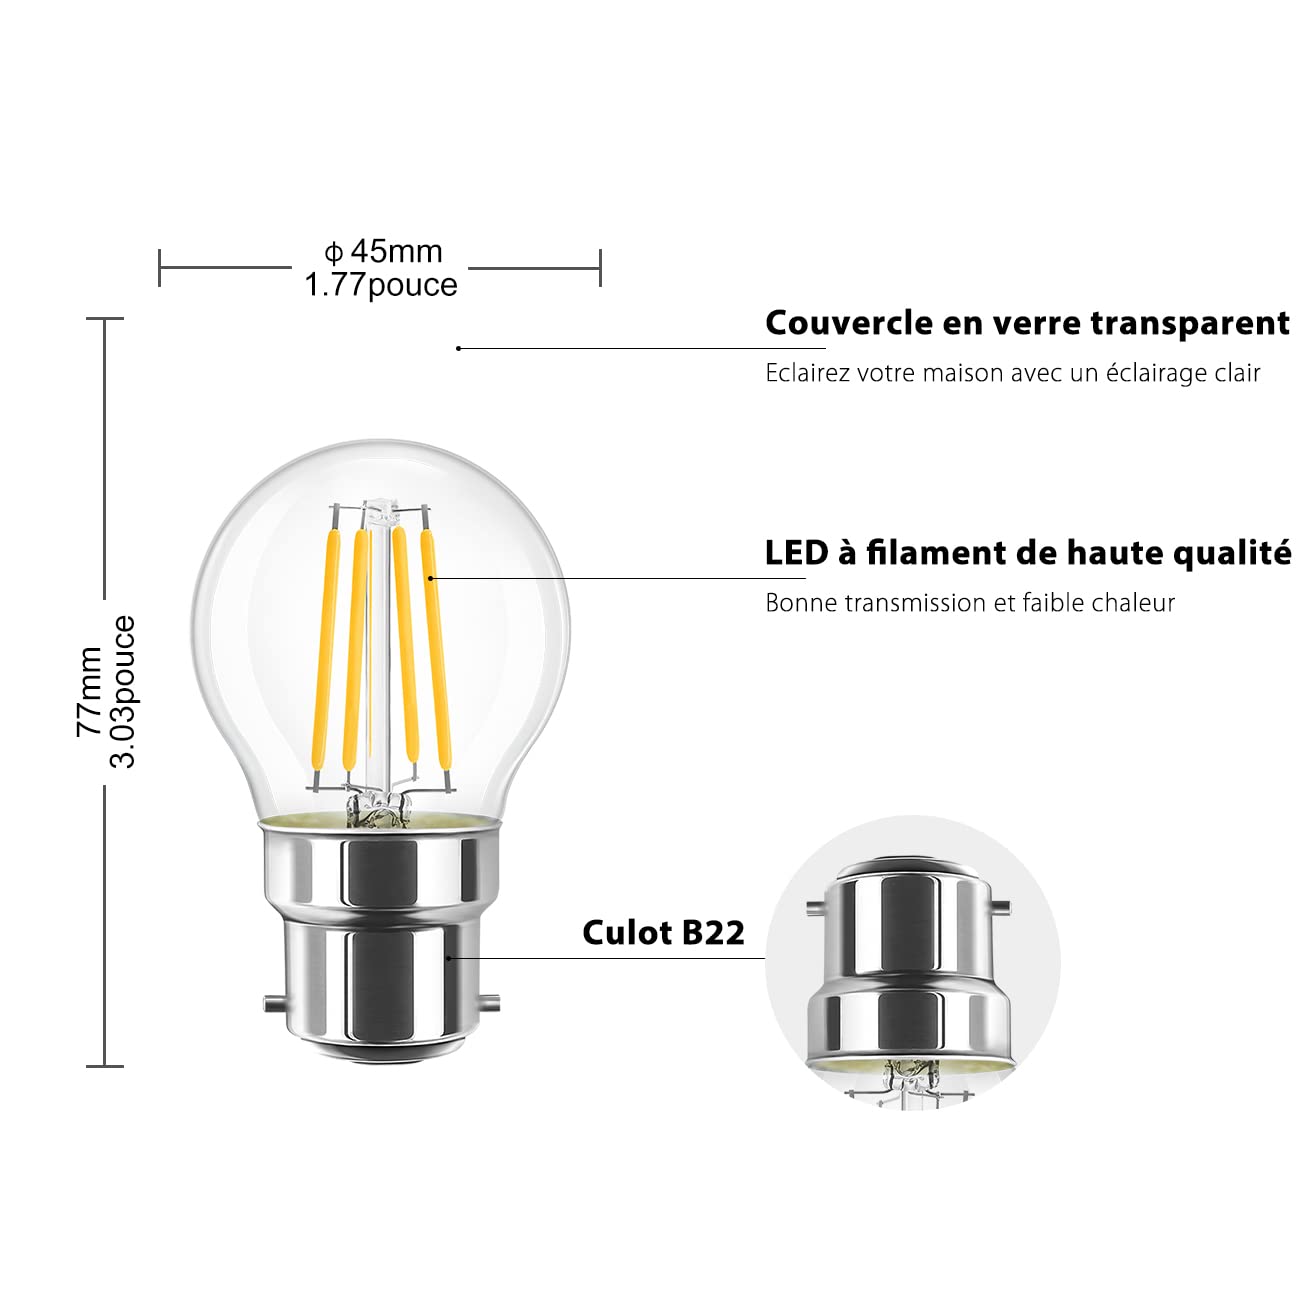 ϕ 45mm
1.77pouce
Couvercle en verre transparent
Eclairez votre maison avec un éclairage clair
LED à filament de haute qualité
Bonne transmission et faible chaleur
77mm
3.03pouce
Culot B22